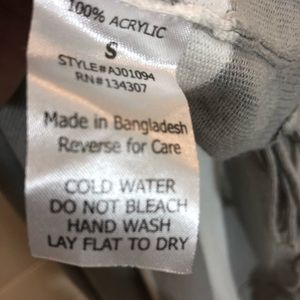 100% ACRYLIC
S
STYLE#AJ01094
RN#134307
Made in Bangladesh
Reverse for Care
COLD WATER
DO NOT BLEACH
HAND WASH
LAY FLAT TO DRY